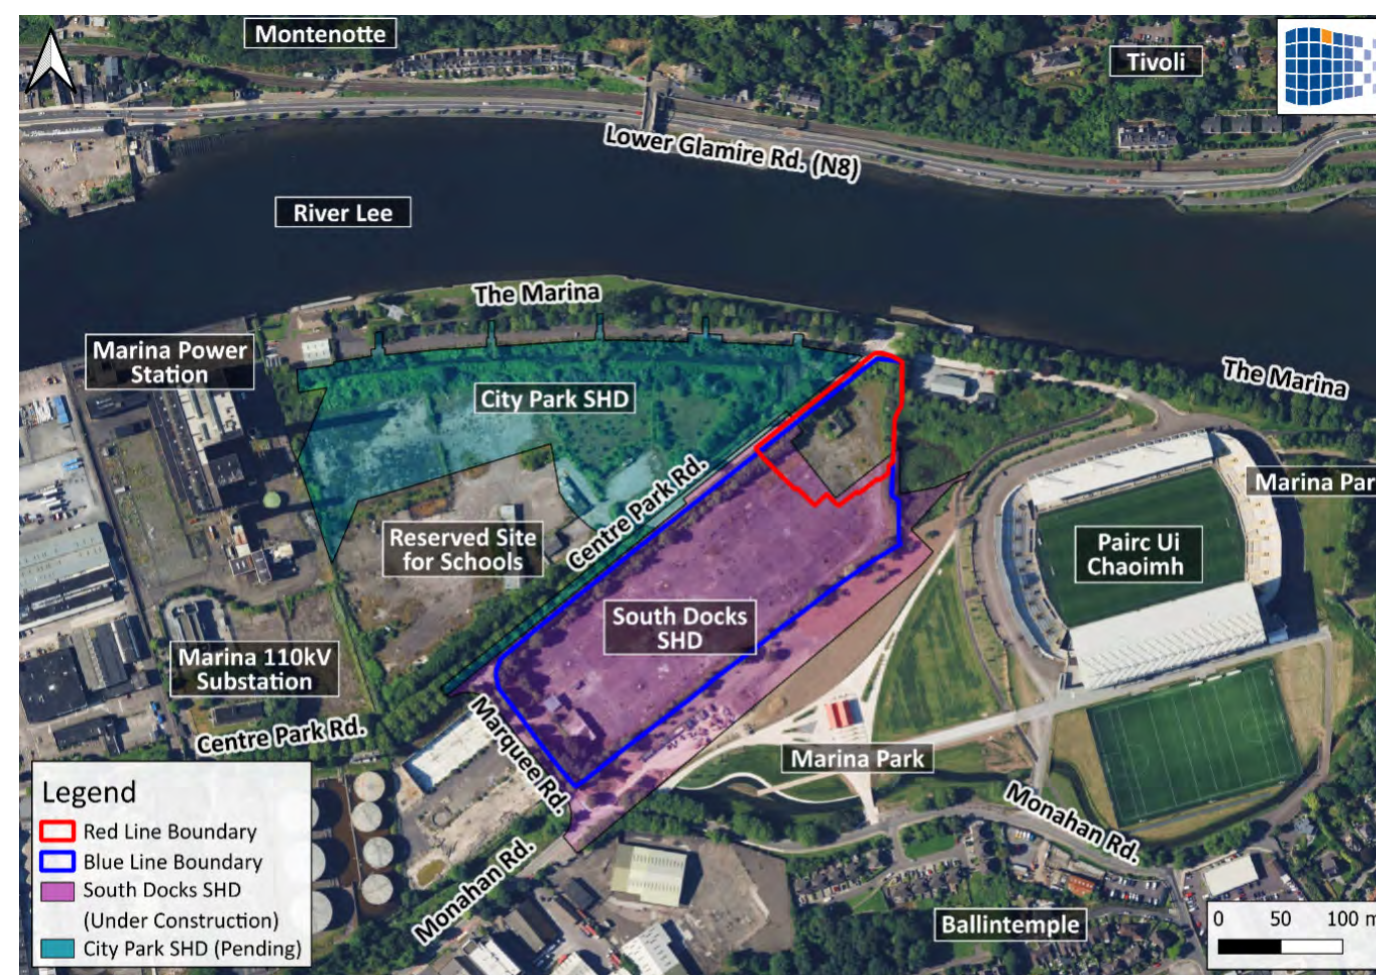 Montenotte
Tivoli
Lower Glamire Rd. (N8)
River Lee
The Marina
Marina Power
Station
The Marina
City Park SHD
Centre Park Rd.
Marina Par
Reserved Site
for Schools
Pairc Ui
Chaoimh
South Docks
SHD
Marina 110kV
Substation
Centre Park Rd.
Marquee Rd.
Marina Park
Monahan Rd.
Monahan Rd.
Ballintemple
Legend
Red Line Boundary
Blue Line Boundary
South Docks SHD
(Under Construction)
City Park SHD (Pending)
0 50 100 m